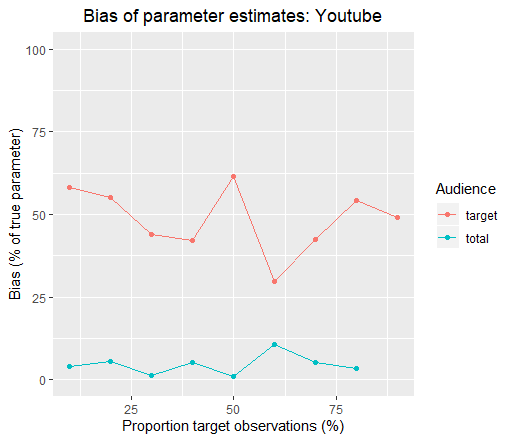 Bias of parameter estimates: Youtube
100
75
50
25
0
Bias (% of true parameter)
25
50
75
Proportion target observations (%)
Audience
target
total